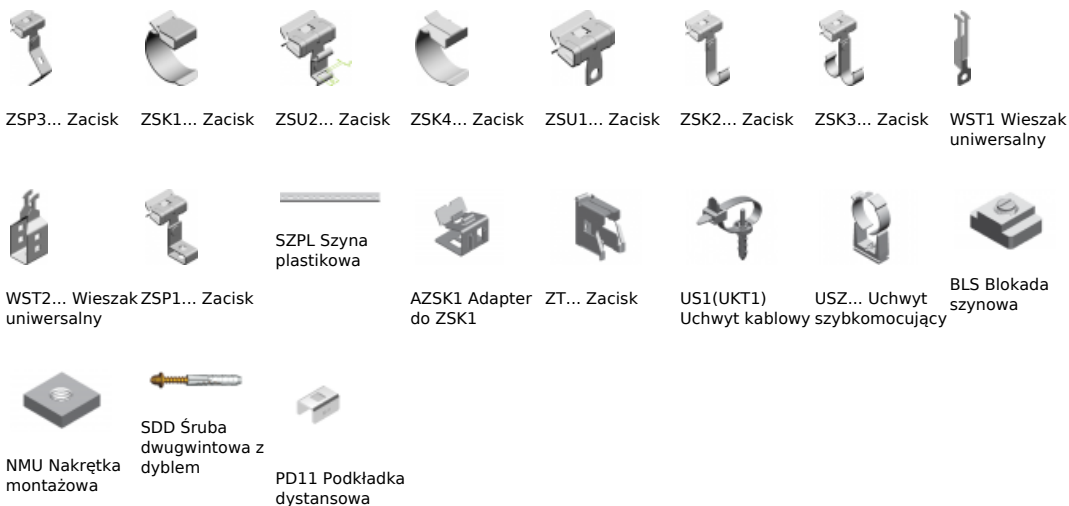 ZSP3... Zacisk
ZSK1... Zacisk
ZSU2... Zacisk
ZSK4... Zacisk
ZSU1... Zacisk
ZSK2... Zacisk
ZSK3... Zacisk
WST1 Wieszak
uniwersalny
WST2... Wieszak
uniwersalny
ZSP1... Zacisk
SZPL Szyna
plastikowa
AZSK1 Adapter
do ZSK1
ZT... Zacisk
US1(UKT1)
Uchwyt kablowy
USZ... Uchwyt
szybkomocujący
BLS Blokada
szynowa
NMU Nakrętka
montażowa
SDD Śruba
dwugwintowa z
dyblem
PD11 Podkładka
dystansowa